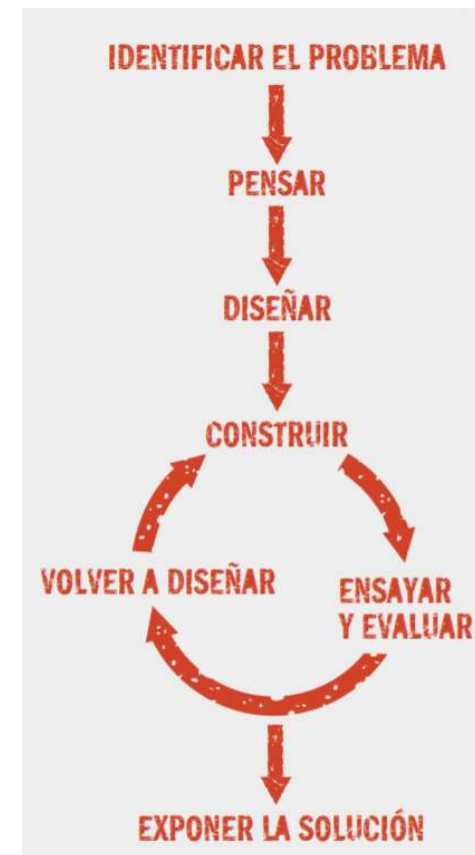 IDENTIFICAR EL PROBLEMA
PENSAR
DISEÑAR
CONSTRUIR
VOLVER A DISEÑAR
ENSAYAR
Y EVALUAR
EXPONER LA SOLUCIÓN